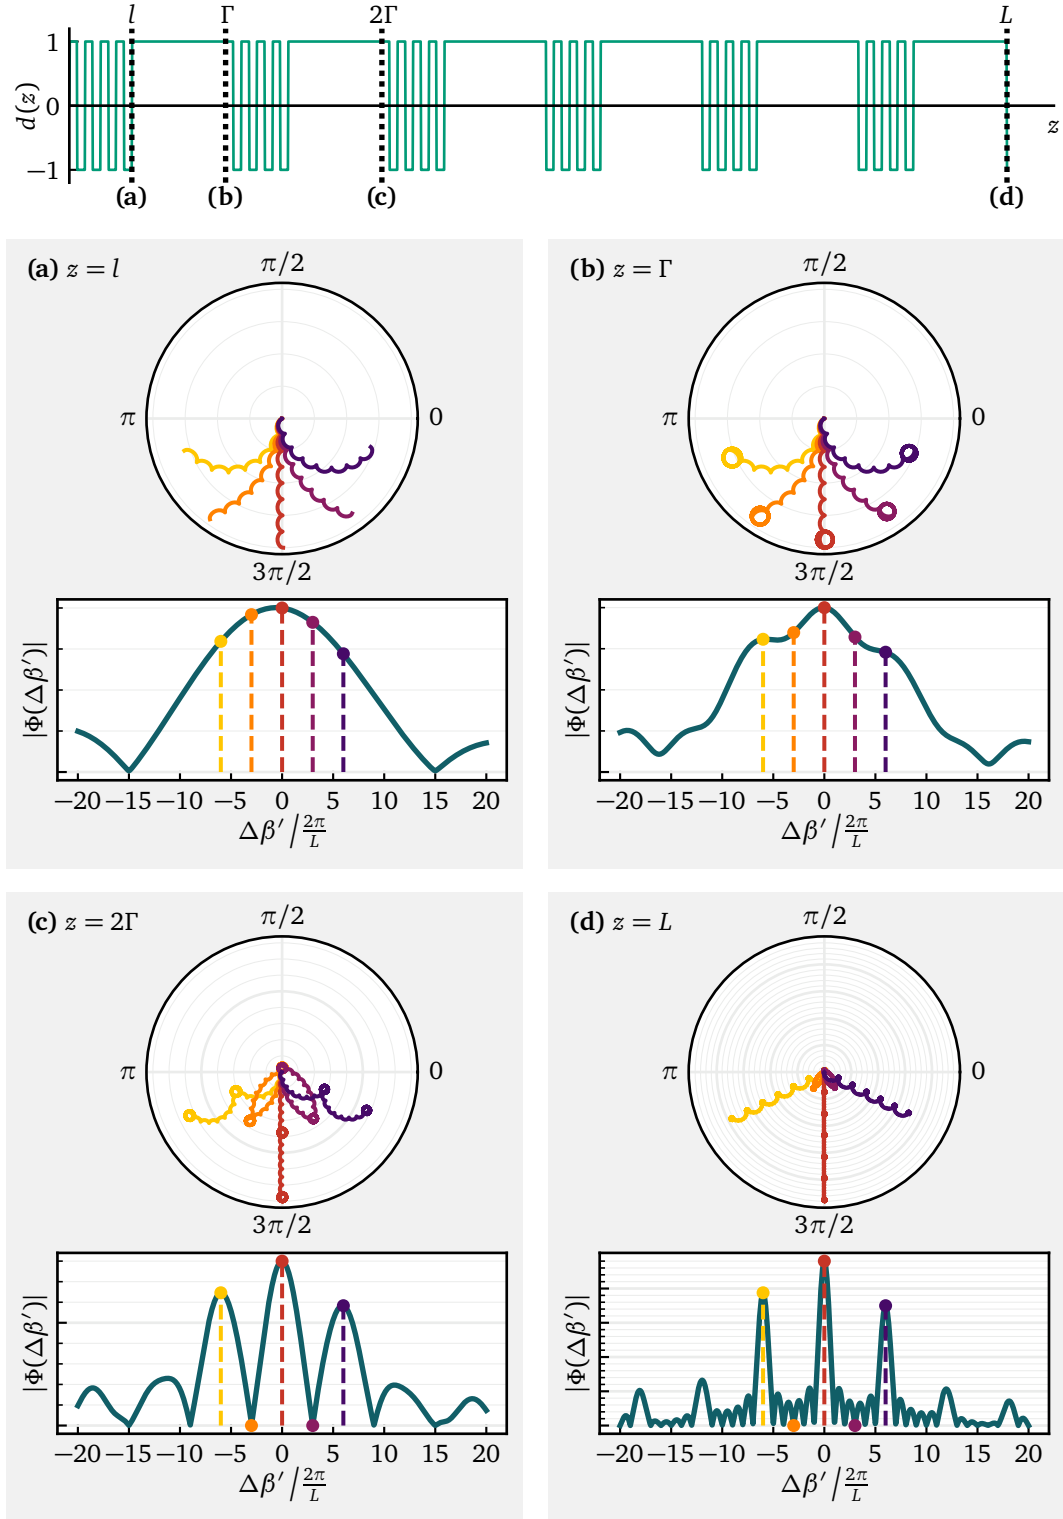 l Γ 2Γ L
1
0
−1
d(z)
z
(a) (b) (c) (d)
(a) z = l
π/2
π
0
3π/2
|Φ(Δβ′)|
−20 −15 −10 −5 0 5 10 15 20
Δβ′ / 2π/L
(b) z = Γ
π/2
π
0
3π/2
|Φ(Δβ′)|
−20 −15 −10 −5 0 5 10 15 20
Δβ′ / 2π/L
(c) z = 2Γ
π/2
π
0
3π/2
|Φ(Δβ′)|
−20 −15 −10 −5 0 5 10 15 20
Δβ′ / 2π/L
(d) z = L
π/2
π
0
3π/2
|Φ(Δβ′)|
−20 −15 −10 −5 0 5 10 15 20
Δβ′ / 2π/L